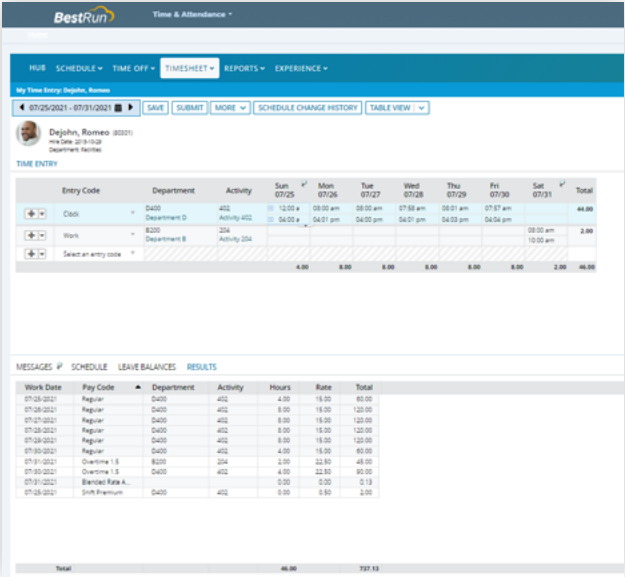 BestRun
Time & Attendance
HUB SCHEDULE TIME OFF TIMESHEET REPORTS EXPERIENCE
My Time Entry: Dejohn, Romeo
07/25/2021 - 07/31/2021 SAVE SUBMIT MORE SCHEDULE CHANGE HISTORY TABLE VIEW
Dejohn, Romeo (80301)
Hire Date: 2013-10-29
Department: Facilities
TIME ENTRY
Entry Code Department Activity Sun 07/25 Mon 07/26 Tue 07/27 Wed 07/28 Thu 07/29 Fri 07/30 Sat 07/31 Total
Clock D400 402 12:00 a 08:00 am 08:00 am 07:58 am 08:01 am 07:57 am 44.00
Department D Activity 402 04:00 a 04:01 pm 04:00 pm 04:01 pm 04:03 pm 04:04 pm
Work B200 204 08:00 am 2.00
Department B Activity 204 10:00 am
Select an entry code
4.00 8.00 8.00 8.00 8.00 8.00 2.00 46.00
MESSAGES SCHEDULE LEAVE BALANCES RESULTS
Work Date Pay Code Department Activity Hours Rate Total
07/25/2021 Regular D400 402 4.00 15.00 60.00
07/26/2021 Regular D400 402 8.00 15.00 120.00
07/27/2021 Regular D400 402 8.00 15.00 120.00
07/28/2021 Regular D400 402 8.00 15.00 120.00
07/29/2021 Regular D400 402 8.00 15.00 120.00
07/30/2021 Regular D400 402 4.00 15.00 60.00
07/31/2021 Overtime 1.5 B200 204 2.00 22.50 45.00
07/30/2021 Overtime 1.5 D400 402 4.00 22.50 90.00
07/31/2021 Blended Rate A... 0.00 0.00 0.13
07/25/2021 Shift Premium D400 402 0.00 0.50 2.00
Total 46.00 737.13